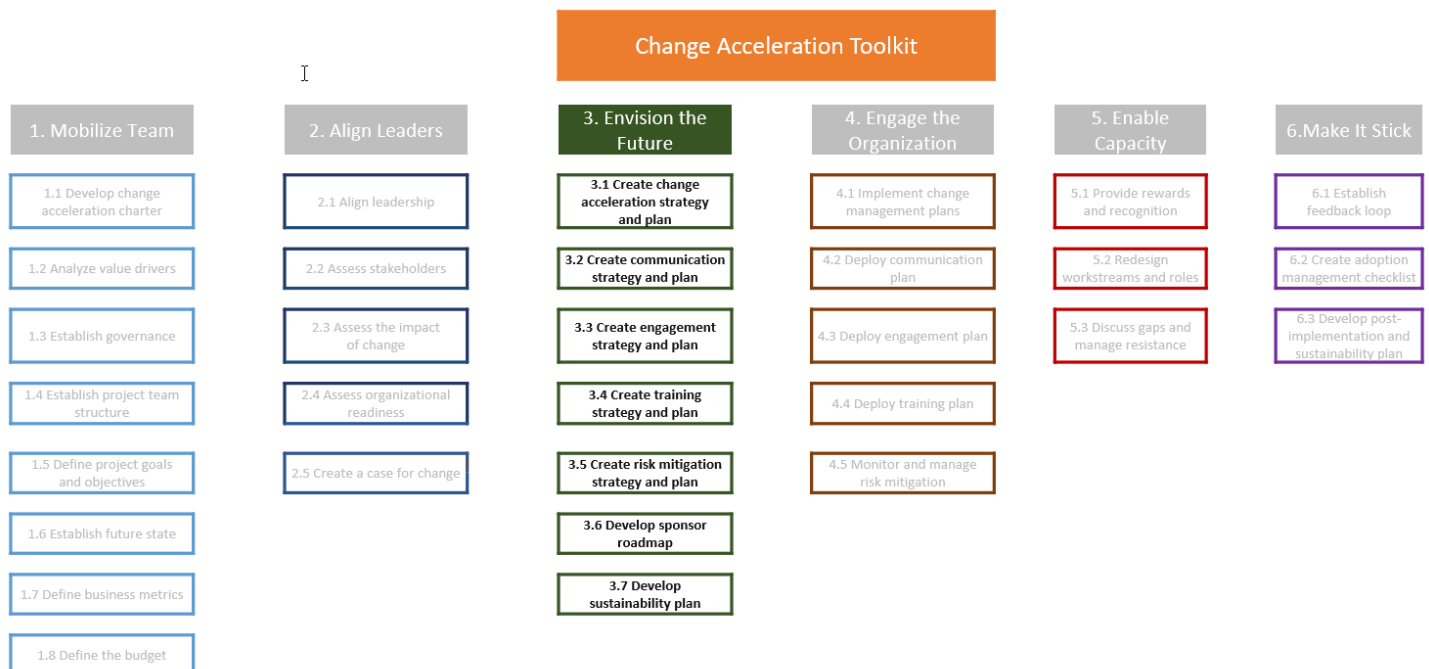 Change Acceleration Toolkit
1. Mobilize Team
1.1 Develop change
acceleration charter
1.2 Analyze value drivers
1.3 Establish governance
1.4 Establish project team
structure
1.5 Define project goals
and objectives
1.6 Establish future state
1.7 Define business metrics
1.8 Define the budget
2. Align Leaders
2.1 Align leadership
2.2 Assess stakeholders
2.3 Assess the impact
of change
2.4 Assess organizational
readiness
2.5 Create a case for change
3. Envision the
Future
3.1 Create change
acceleration strategy
and plan
3.2 Create communication
strategy and plan
3.3 Create engagement
strategy and plan
3.4 Create training
strategy and plan
3.5 Create risk mitigation
strategy and plan
3.6 Develop sponsor
roadmap
3.7 Develop
sustainability plan
4. Engage the
Organization
4.1 Implement change
management plans
4.2 Deploy communication
plan
4.3 Deploy engagement plan
4.4 Deploy training plan
4.5 Monitor and manage
risk mitigation
5. Enable
Capacity
5.1 Provide rewards
and recognition
5.2 Redesign
workstreams and roles
5.3 Discuss gaps and
manage resistance
6.Make It Stick
6.1 Establish
feedback loop
6.2 Create adoption
management checklist
6.3 Develop post-
implementation and
sustainability plan